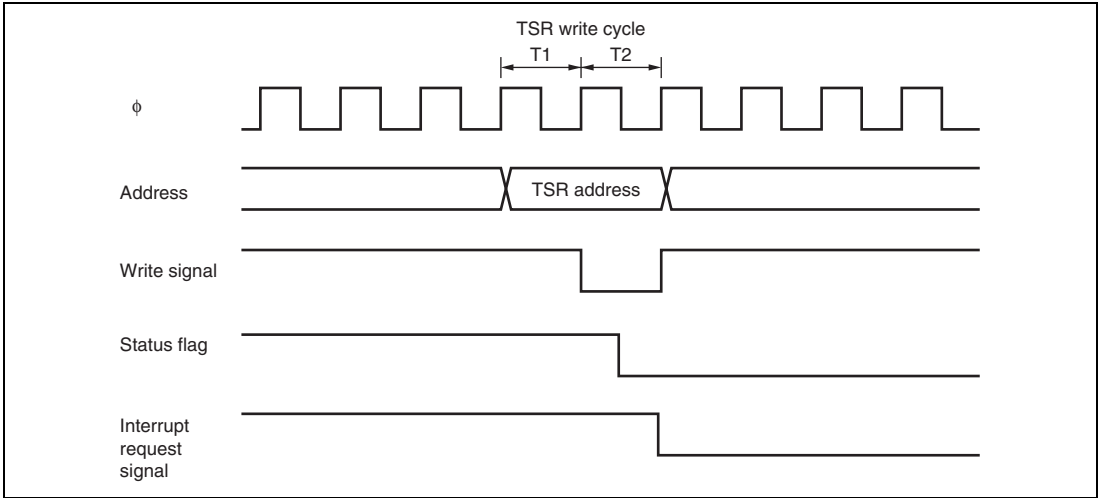 TSR write cycle
T1 T2
ϕ
Address
TSR address
Write signal
Status flag
Interrupt
request
signal